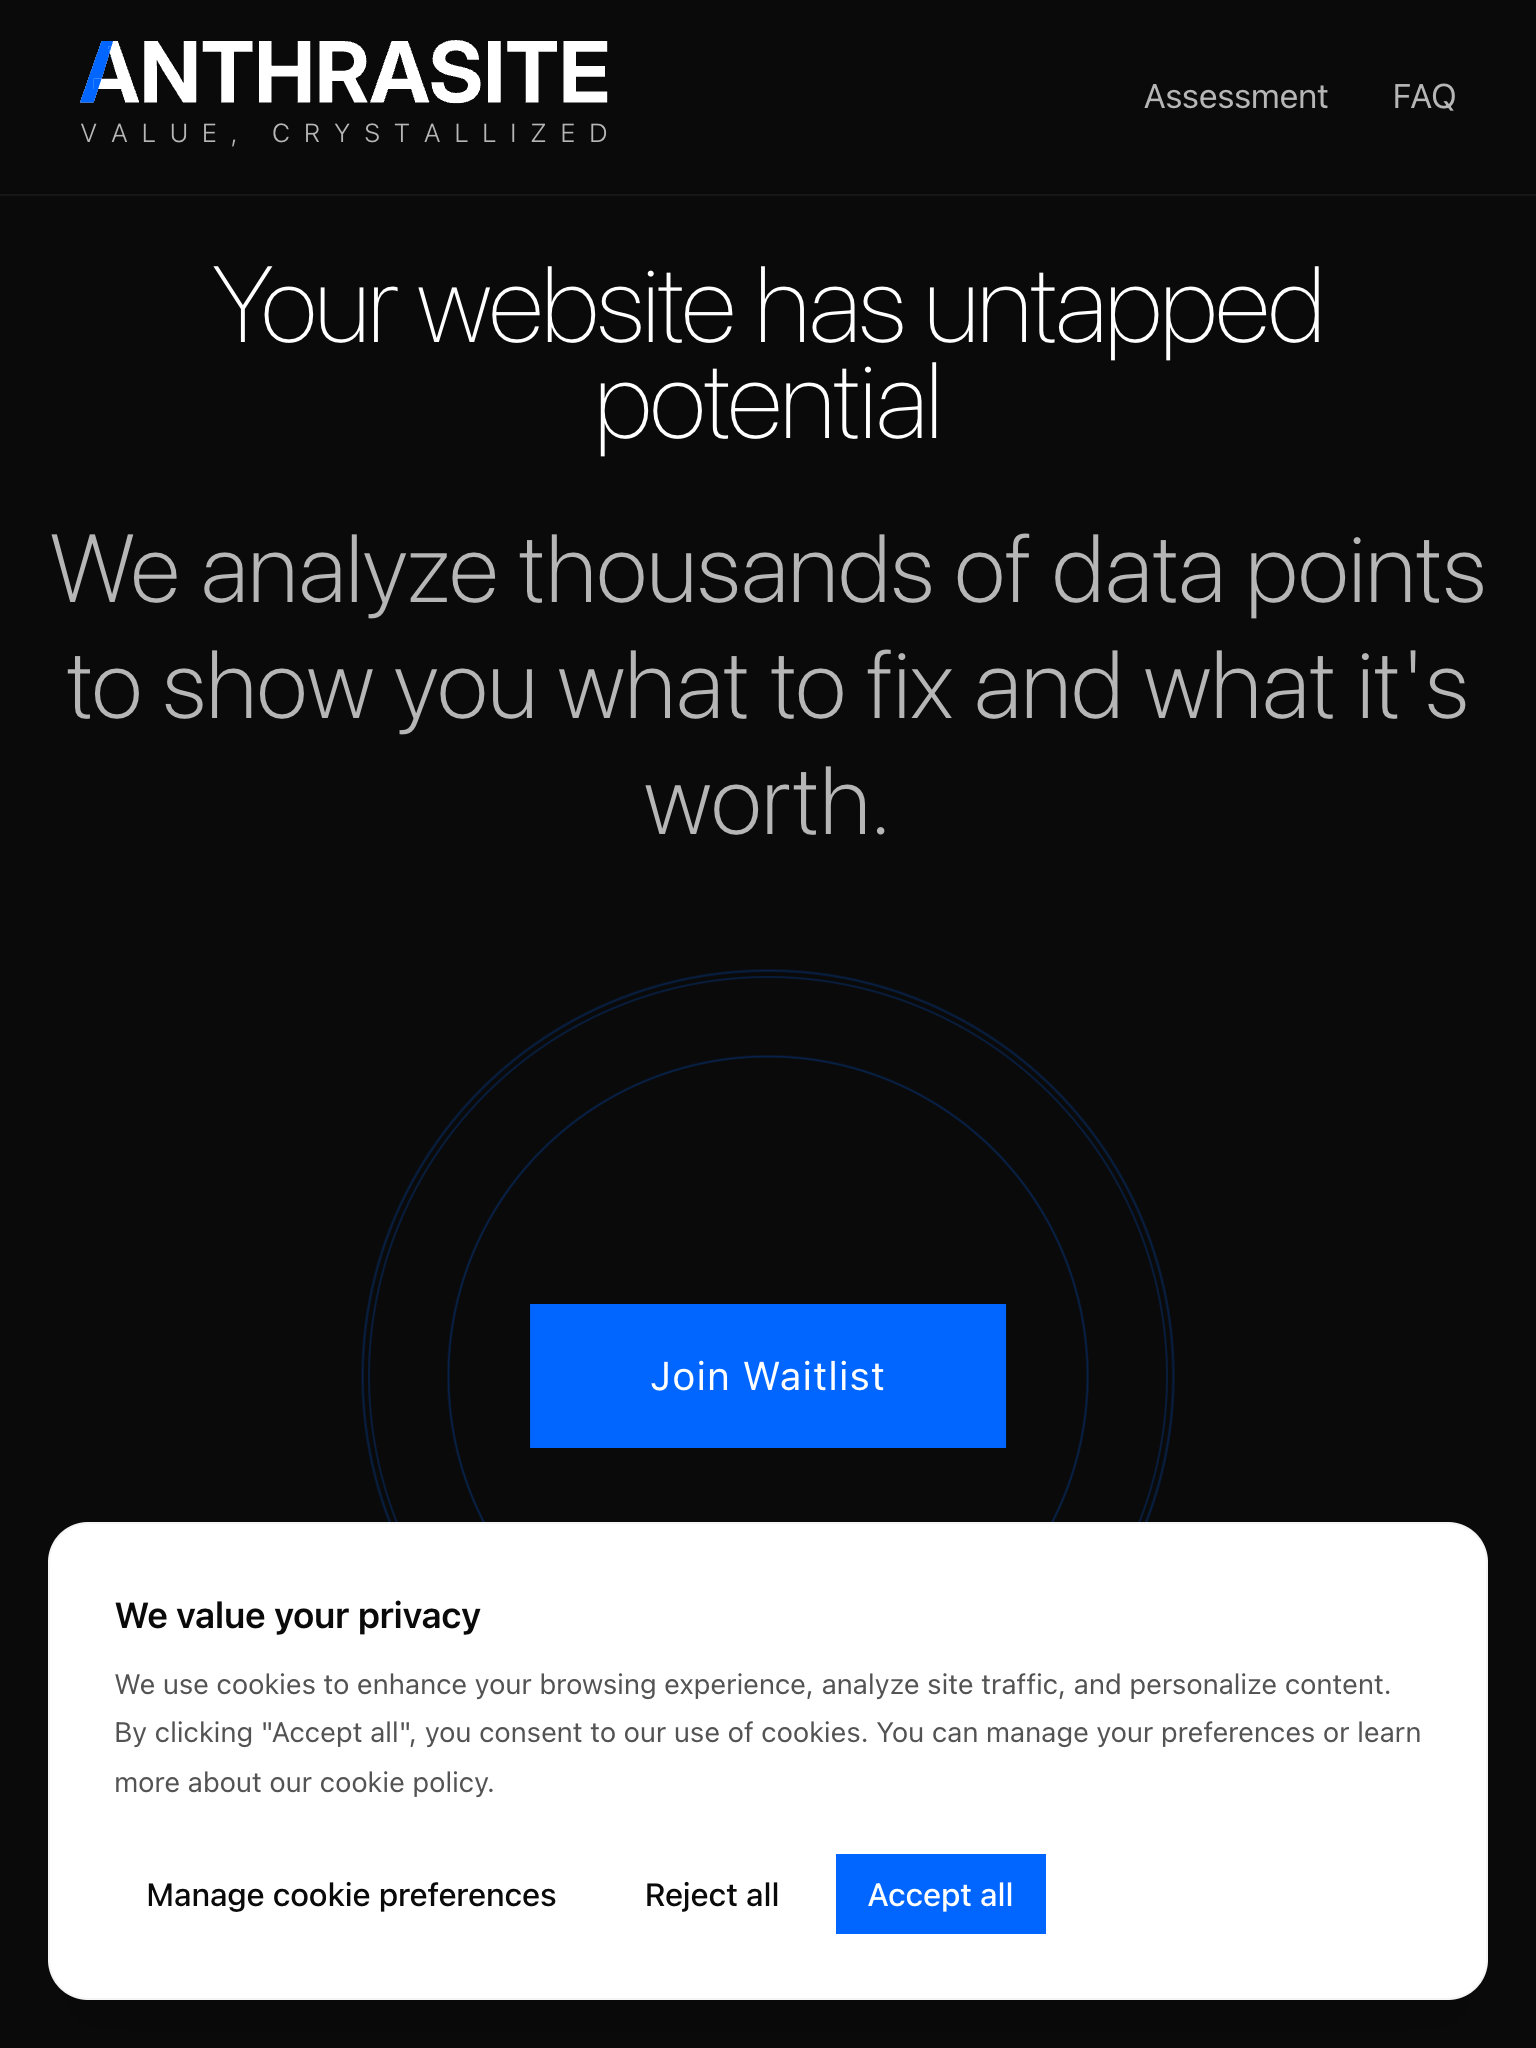 ANTHRASITE
VALUE, CRYSTALLIZED
Assessment
FAQ
Your website has untapped
potential
We analyze thousands of data points
to show you what to fix and what it's
worth.
Join Waitlist
We value your privacy
We use cookies to enhance your browsing experience, analyze site traffic, and personalize content.
By clicking "Accept all", you consent to our use of cookies. You can manage your preferences or learn
more about our cookie policy.
Manage cookie preferences
Reject all
Accept all